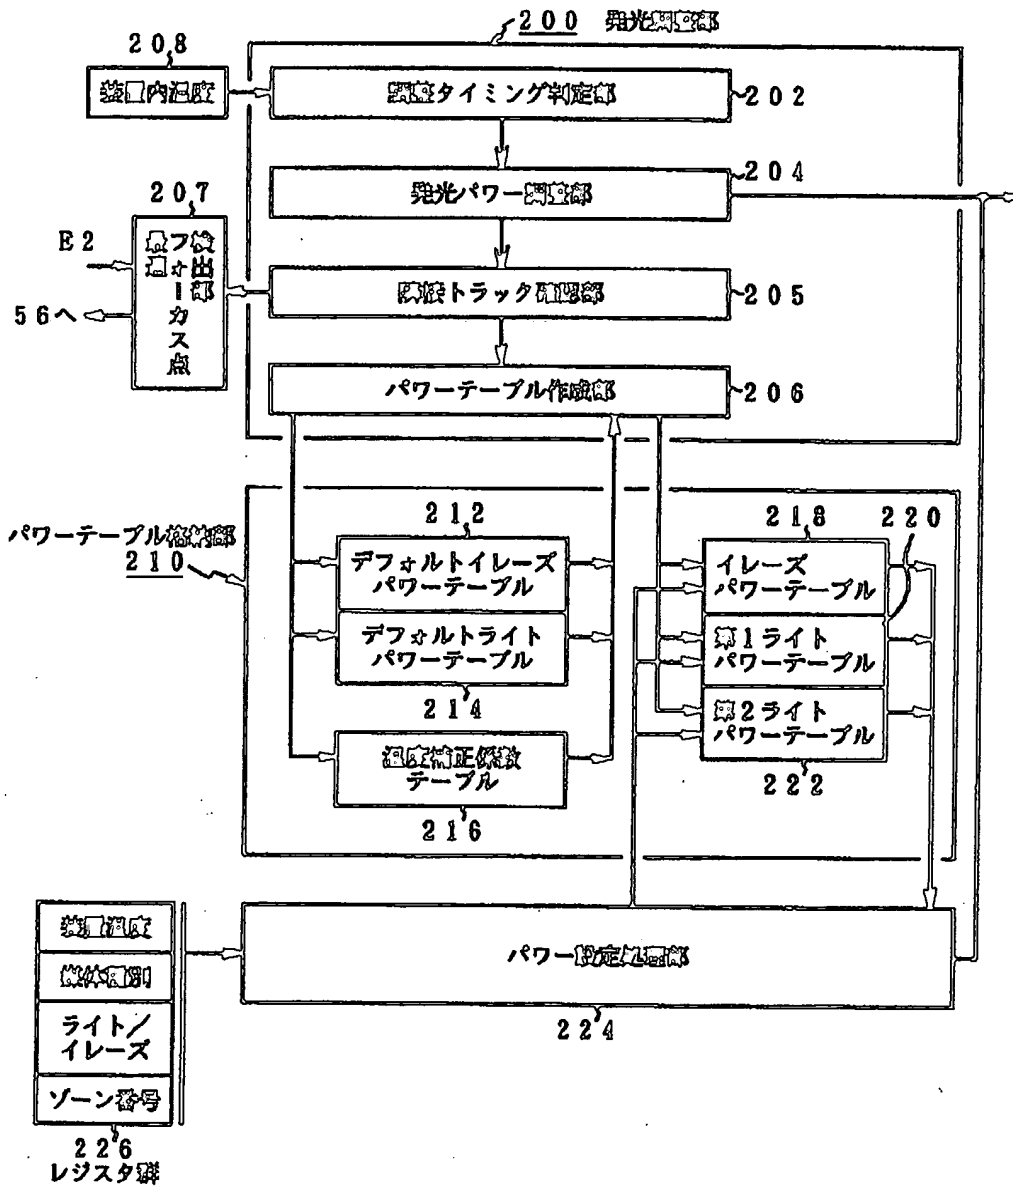 200 発光調整部
208
装置内温度
調整タイミング判定部
202
204
発光パワー調整部
207
E2
56へ
最適フォーカス点検出部
隣接トラック確認部
205
パワーテーブル作成部
206
パワーテーブル格納部
210
212
デフォルトイレーズ
パワーテーブル
デフォルトライト
パワーテーブル
214
温度補正係数
テーブル
216
218
220
イレーズ
パワーテーブル
第1ライト
パワーテーブル
第2ライト
パワーテーブル
222
装置温度
媒体種別
ライト/
イレーズ
ゾーン番号
226
レジスタ群
パワー設定処理部
224